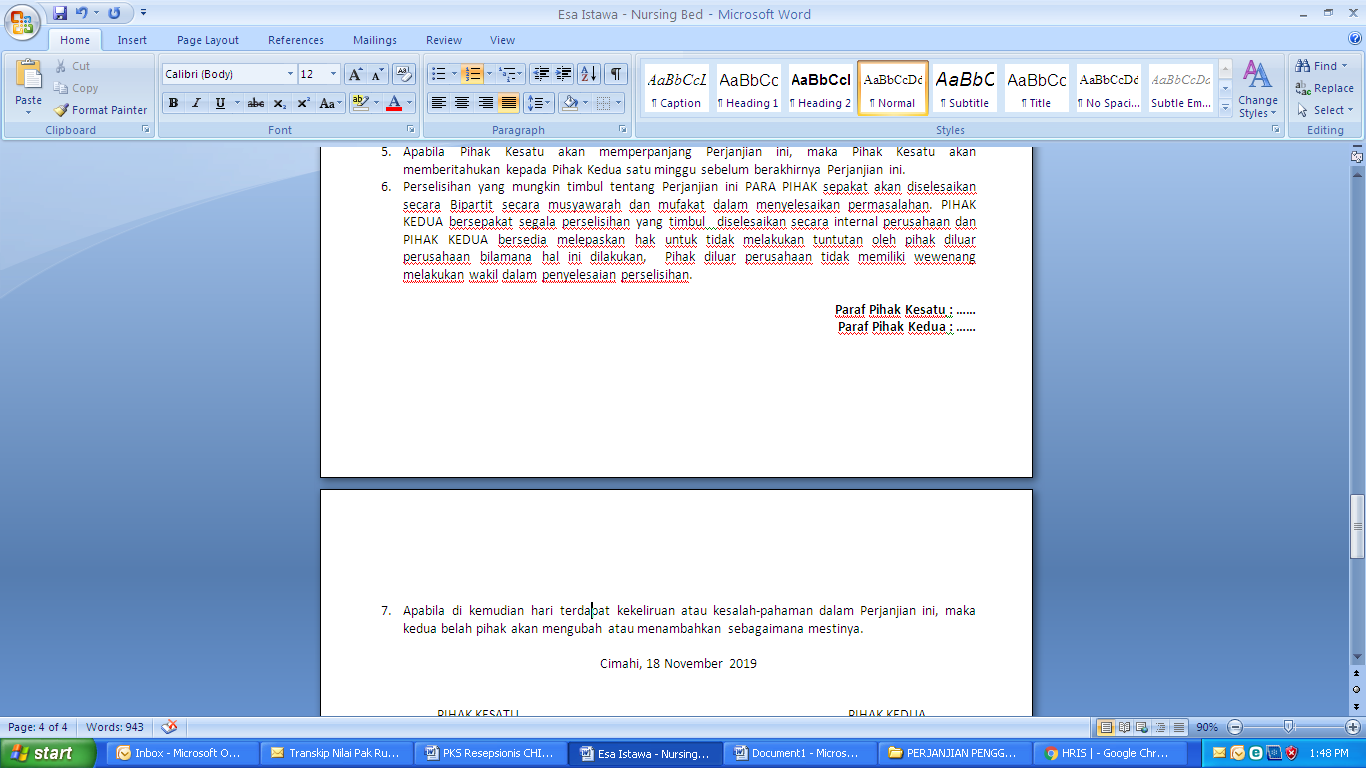 Esa Istawa - Nursing Bed - Microsoft Word
Home Insert Page Layout References Mailings Review View
Paste
Cut
Copy
Format Painter
Clipboard
Calibri (Body) 12
B I U abc x₂ x² Aa
Font
Paragraph
AaBbCcI AaBbCc AaBbCcI AaBbCcDd AaBbC AaBbCc AaBbCcDd AaBbCcDd
¶ Caption ¶ Heading 1 ¶ Heading 2 ¶ Normal ¶ Subtitle ¶ Title ¶ No Spaci... Subtle Em...
Change Styles
Styles
Find
Replace
Select
Editing
5. Apabila Pihak Kesatu akan memperpanjang Perjanjian ini, maka Pihak Kesatu akan
memberitahukan kepada Pihak Kedua satu minggu sebelum berakhirnya Perjanjian ini.
6. Perselisihan yang mungkin timbul tentang Perjanjian ini PARA PIHAK sepakat akan diselesaikan
secara Bipartit secara musyawarah dan mufakat dalam menyelesaikan permasalahan. PIHAK
KEDUA bersepakat segala perselisihan yang timbul diselesaikan secara internal perusahaan dan
PIHAK KEDUA bersedia melepaskan hak untuk tidak melakukan tuntutan oleh pihak diluar
perusahaan bilamana hal ini dilakukan, Pihak diluar perusahaan tidak memiliki wewenang
melakukan wakil dalam penyelesaian perselisihan.
Paraf Pihak Kesatu : ......
Paraf Pihak Kedua : ......
7. Apabila di kemudian hari terdapat kekeliruan atau kesalah-pahaman dalam Perjanjian ini, maka
kedua belah pihak akan mengubah atau menambahkan sebagaimana mestinya.
Cimahi, 18 November 2019
PIHAK KESATU PIHAK KEDUA
Page: 4 of 4 Words: 943 90%
start Inbox - Microsoft O... Transkip Nilai Pak Ru... PKS Resepsionis CHI... Esa Istawa - Nursing... Document1 - Micros... PERJANJIAN PENGG... HRIS | - Google Chr... 1:48 PM